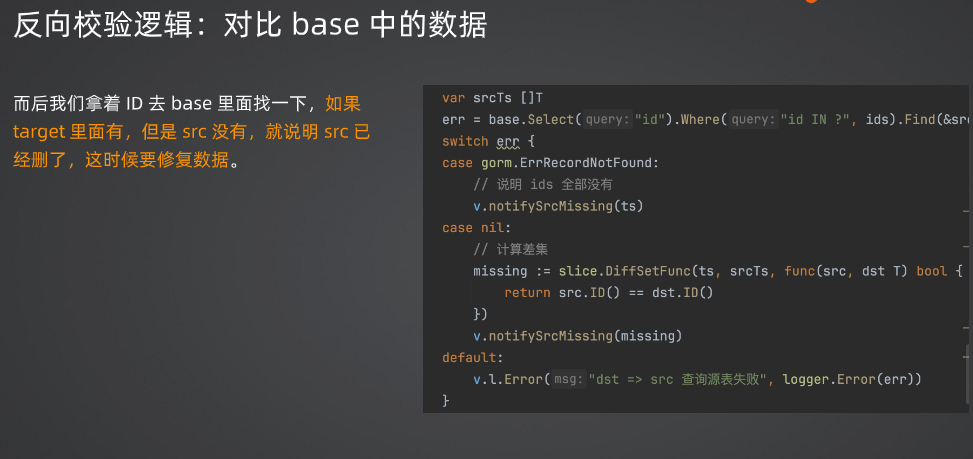 反向校验逻辑：对比 base 中的数据
而后我们拿着 ID 去 base 里面找一下，如果
target 里面有，但是 src 没有，就说明 src 已
经删了，这时候要修复数据。
var srcTs []T
err = base.Select(query:"id").Where(query:"id IN ?", ids).Find(&src
switch err {
case gorm.ErrRecordNotFound:
// 说明 ids 全部没有
v.notifySrcMissing(ts)
case nil:
// 计算差集
missing := slice.DiffSetFunc(ts, srcTs, func(src, dst T) bool {
return src.ID() == dst.ID()
})
v.notifySrcMissing(missing)
default:
v.l.Error(msg:"dst => src 查询源表失败", logger.Error(err))
}